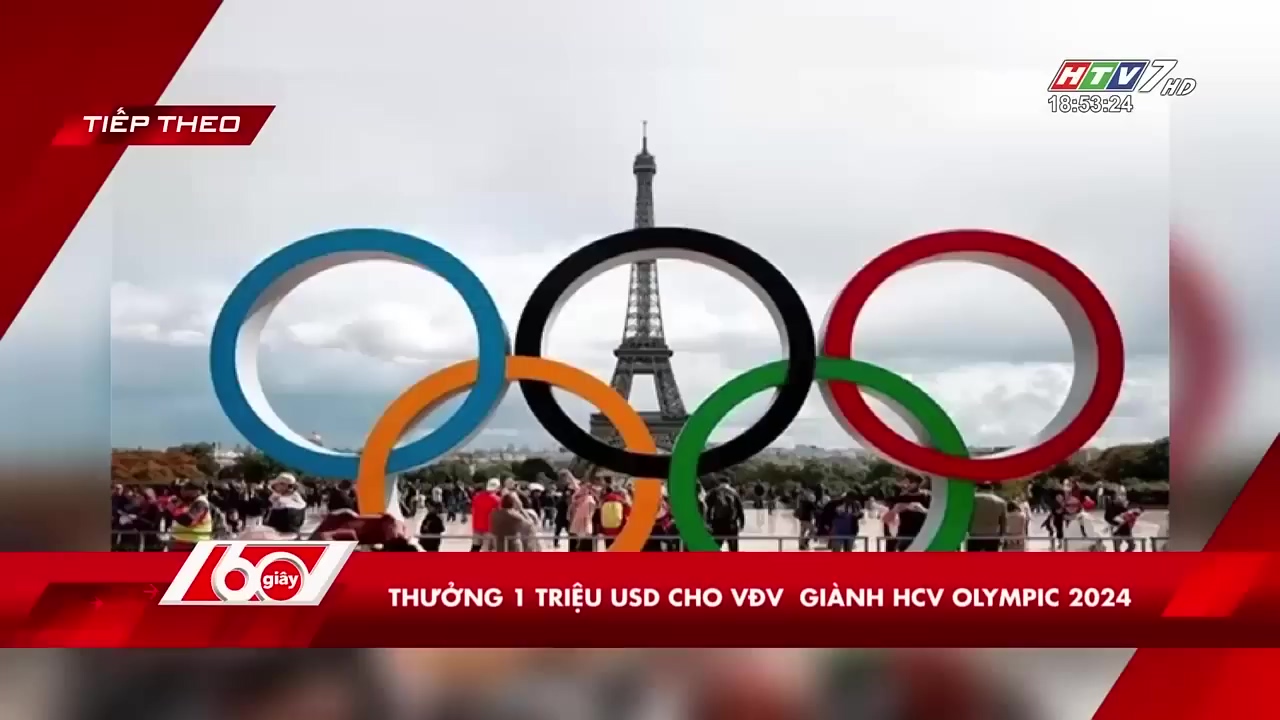 HTV7 HD
18:53:24
TIẾP THEO
60 giây
THƯỞNG 1 TRIỆU USD CHO VĐV GIÀNH HCV OLYMPIC 2024